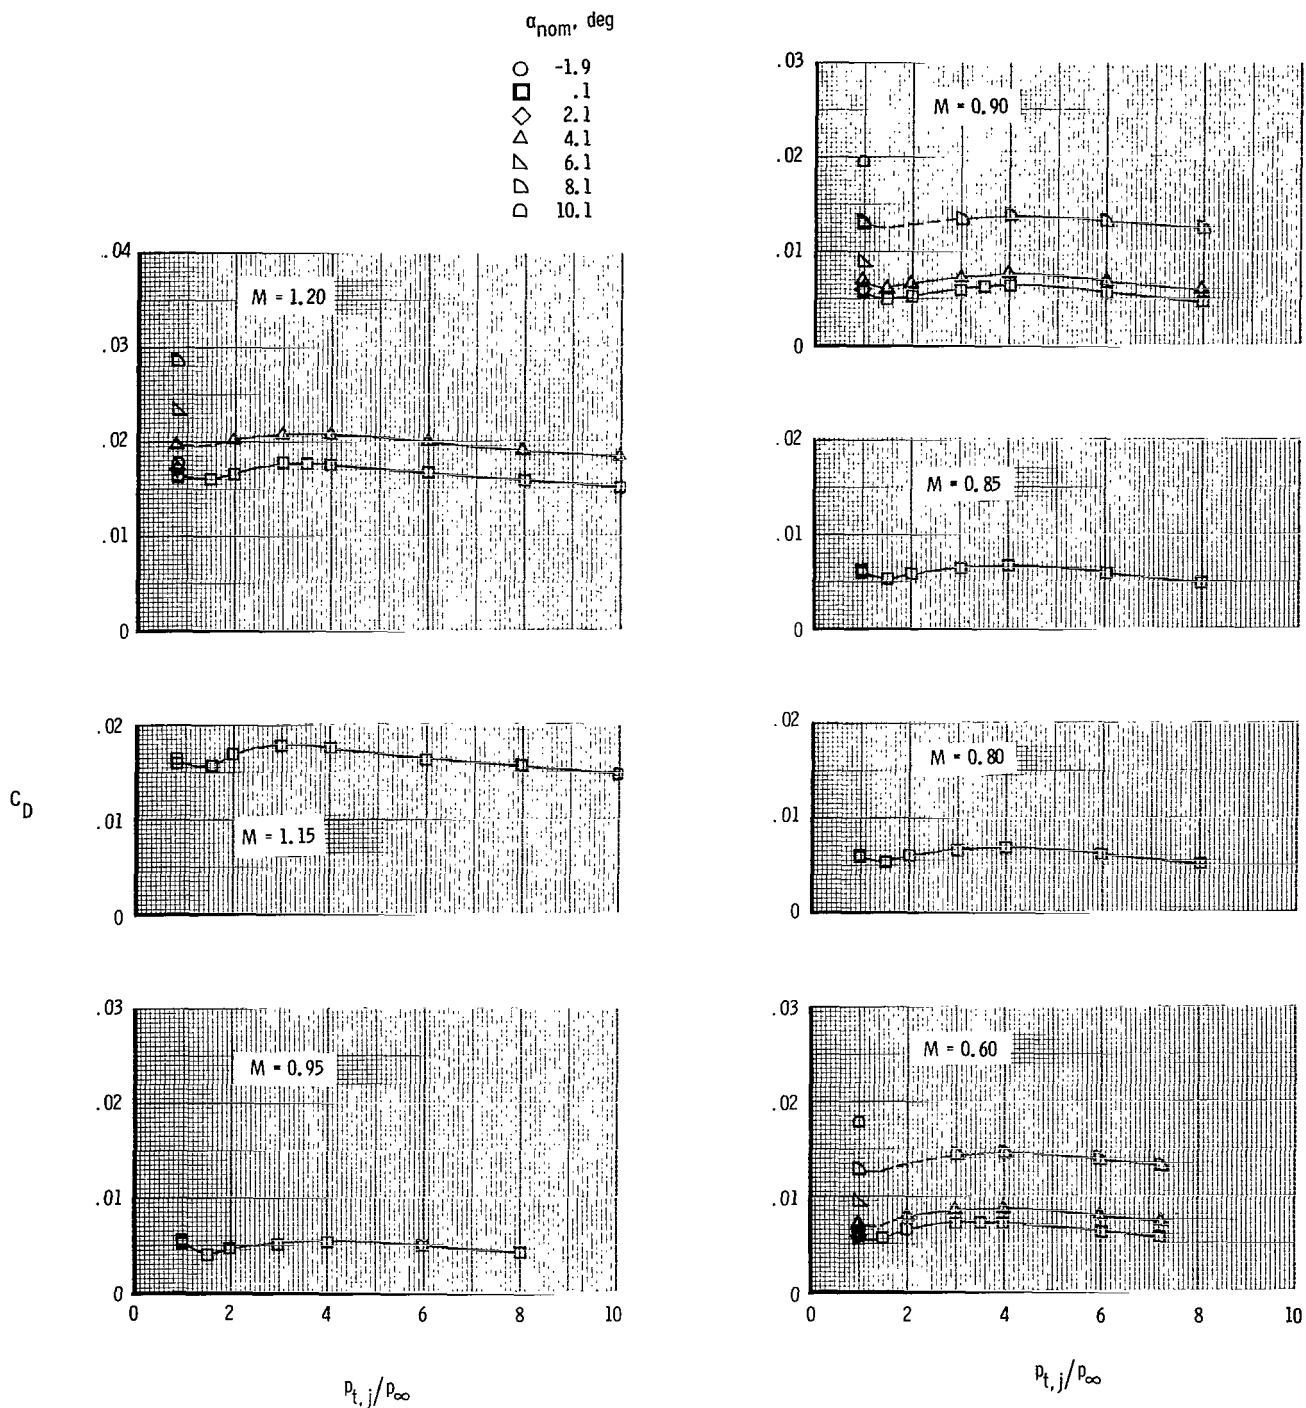 α_nom, deg
-1.9
.1
2.1
4.1
6.1
8.1
10.1
.04
.03
.02
.01
0
M = 1.20
.02
.01
0
M = 1.15
C_D
.03
.02
.01
0
M = 0.95
0 2 4 6 8 10
p_t,j/p_∞
.03
.02
.01
0
M = 0.90
.02
.01
0
M = 0.85
.02
.01
0
M = 0.80
.03
.02
.01
0
M = 0.60
0 2 4 6 8 10
p_t,j/p_∞